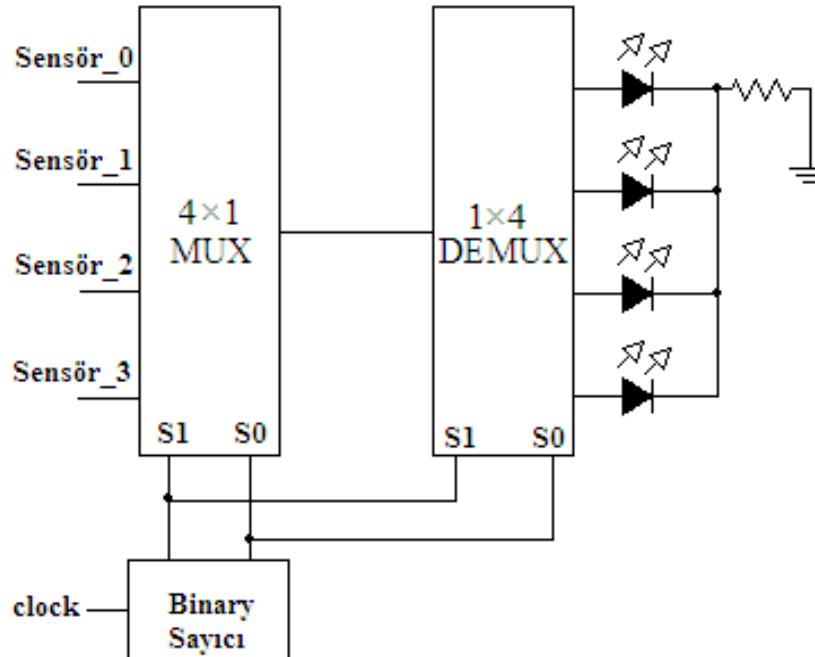 Sensör_0
Sensör_1
Sensör_2
Sensör_3
4×1
MUX
1×4
DEMUX
S1 S0
S1 S0
clock
Binary
Sayıcı